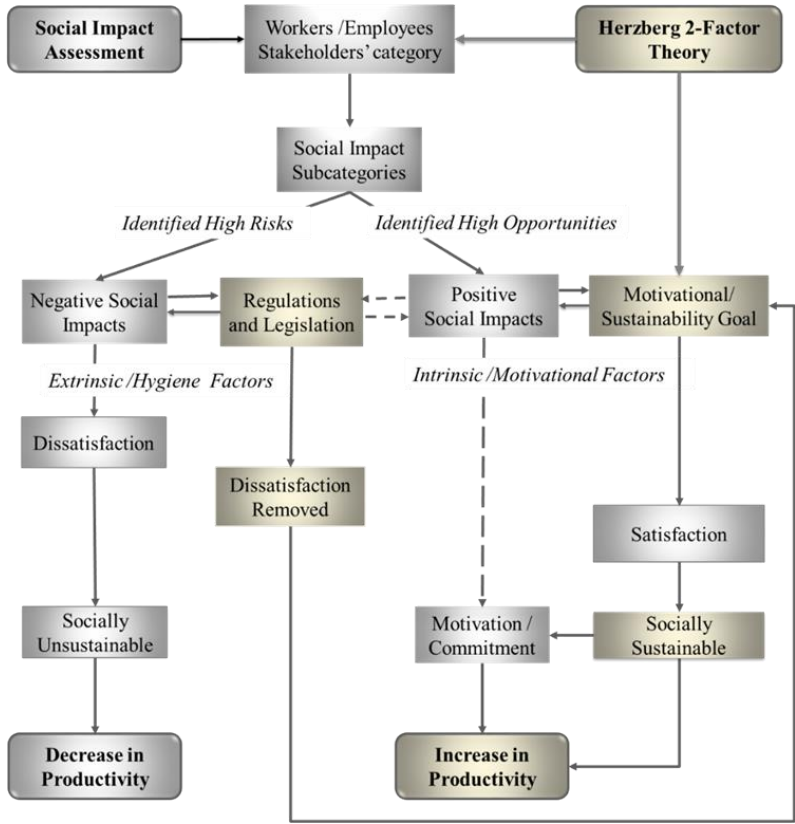 Social Impact
Assessment
Workers /Employees
Stakeholders' category
Herzberg 2-Factor
Theory
Social Impact
Subcategories
Identified High Risks
Identified High Opportunities
Negative Social
Impacts
Regulations
and Legislation
Positive
Social Impacts
Motivational/
Sustainability Goal
Extrinsic /Hygiene Factors
Intrinsic /Motivational Factors
Dissatisfaction
Dissatisfaction
Removed
Satisfaction
Socially
Unsustainable
Motivation /
Commitment
Socially
Sustainable
Decrease in
Productivity
Increase in
Productivity